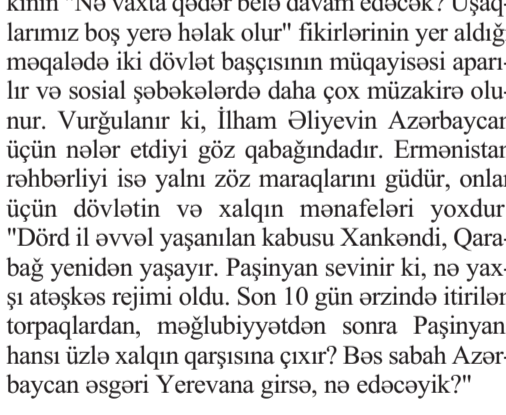 kinin "Nə vaxta qədər belə davam edəcək? Uşaq-
larımız boş yerə həlak olur" fikirlərinin yer aldığı
məqalədə iki dövlət başçısının müqayisəsi aparı-
lır və sosial şəbəkələrdə daha çox müzakirə olu-
nur. Vurğulanır ki, İlham Əliyevin Azərbaycan
üçün nələr etdiyi göz qabağındadır. Ermənistan
rəhbərliyi isə yalnı zöz maraqlarını güdür, onlar
üçün dövlətin və xalqın mənafeləri yoxdur
"Dörd il əvvəl yaşanılan kabusu Xankəndi, Qara-
bağ yenidən yaşayır. Paşinyan sevinir ki, nə yax-
şı atəşkəs rejimi oldu. Son 10 gün ərzində itirilən
torpaqlardan, məğlubiyyətdən sonra Paşinyan
hansı üzlə xalqın qarşısına çıxır? Bəs sabah Azər-
baycan əsgəri Yerevana girsə, nə edəcəyik?"